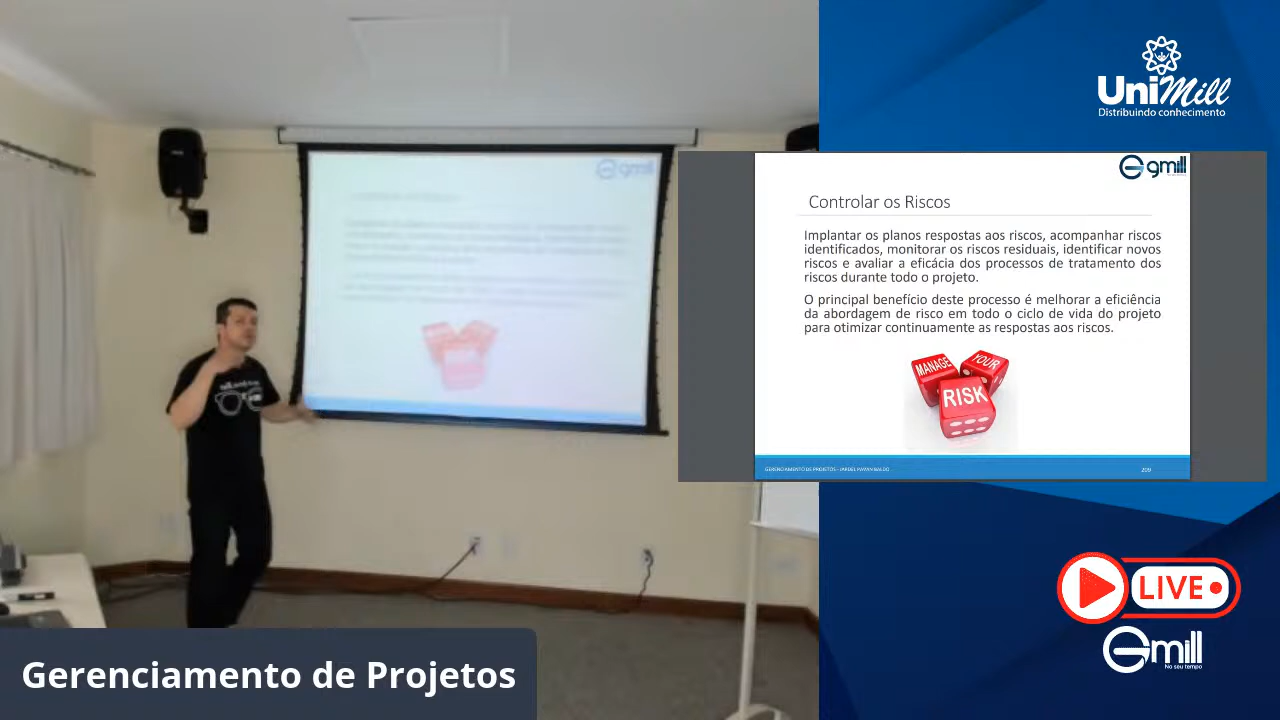 UniMill
Distribuindo conhecimento
gmill
Controlar os Riscos
Implantar os planos respostas aos riscos, acompanhar riscos
identificados, monitorar os riscos residuais, identificar novos
riscos e avaliar a eficácia dos processos de tratamento dos
riscos durante todo o projeto.
O principal benefício deste processo é melhorar a eficiência
da abordagem de risco em todo o ciclo de vida do projeto
para otimizar continuamente as respostas aos riscos.
MANAGE
YOUR
RISK
209
gmill
LIVE
Gmill
No seu tempo
Gerenciamento de Projetos